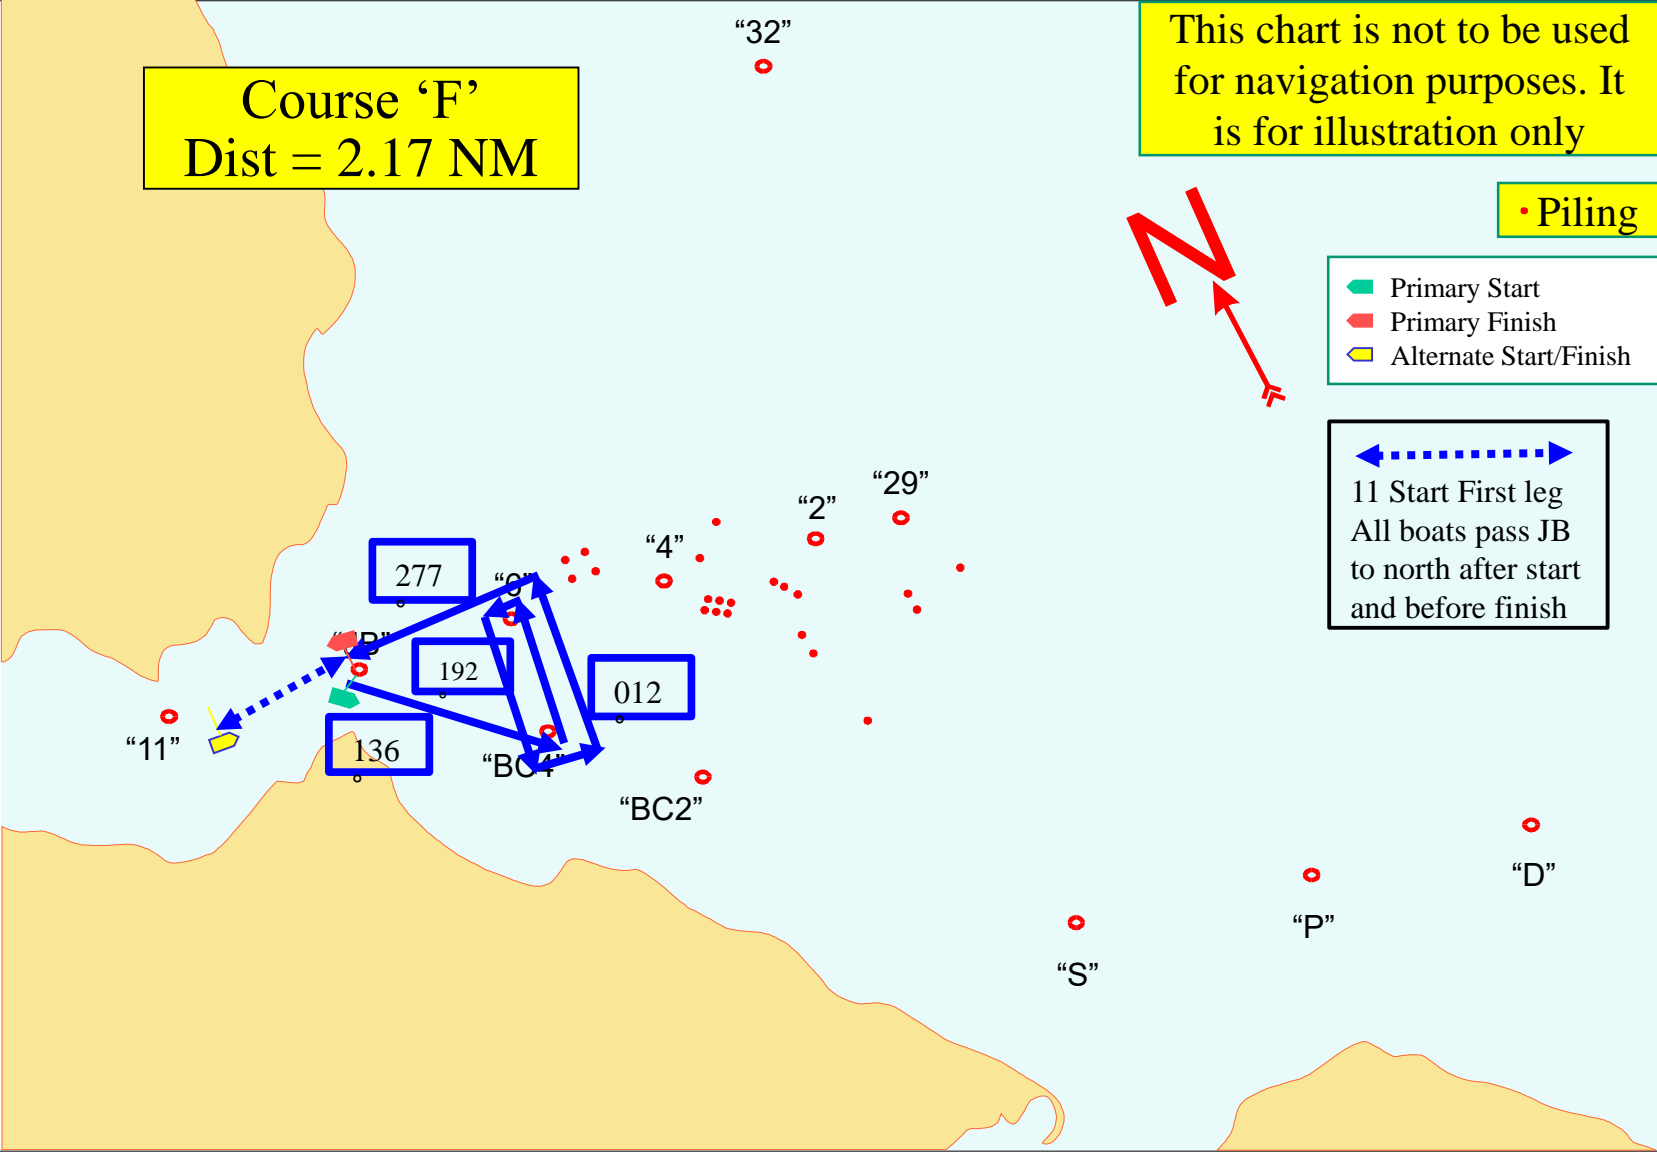 “32”
This chart is not to be used
for navigation purposes. It
is for illustration only
Course ‘F’
Dist = 2.17 NM
N
Piling
Primary Start
Primary Finish
Alternate Start/Finish
11 Start First leg
All boats pass JB
to north after start
and before finish
“29”
“2”
“4”
277°
192°
012°
136°
“11”
“BC4”
“BC2”
“D”
“P”
“S”